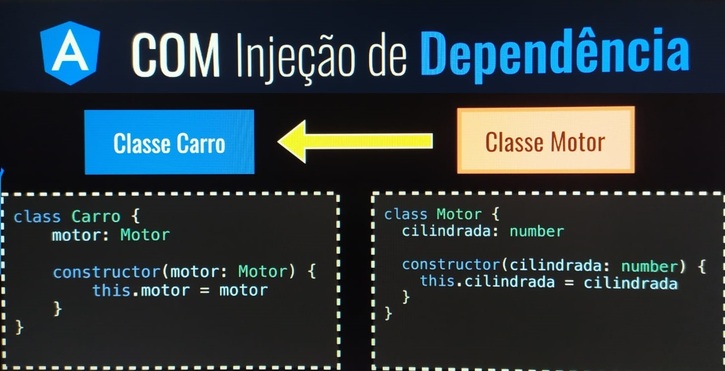 COM Injeção de Dependência
Classe Carro
Classe Motor
class Carro {
motor: Motor
constructor(motor: Motor) {
this.motor = motor
}
}
class Motor {
cilindrada: number
constructor(cilindrada: number) {
this.cilindrada = cilindrada
}
}